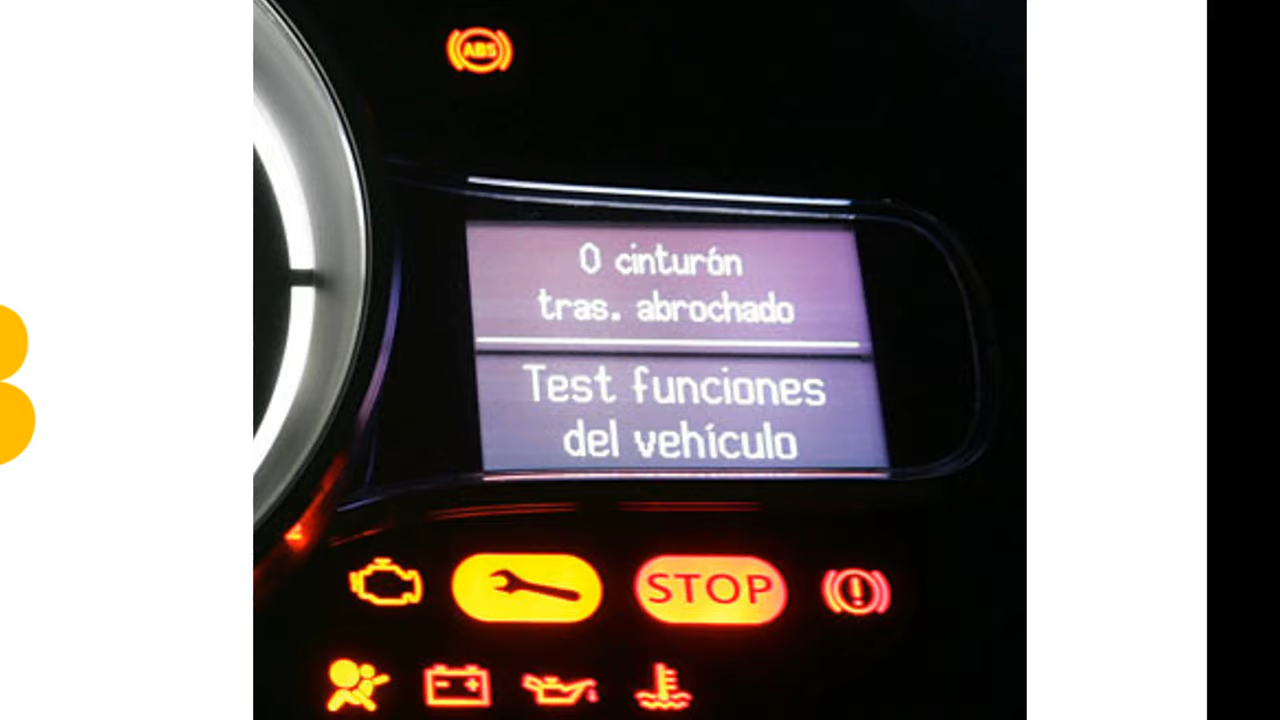 ABS
0 cinturón
tras. abrochado
Test funciones
del vehículo
STOP